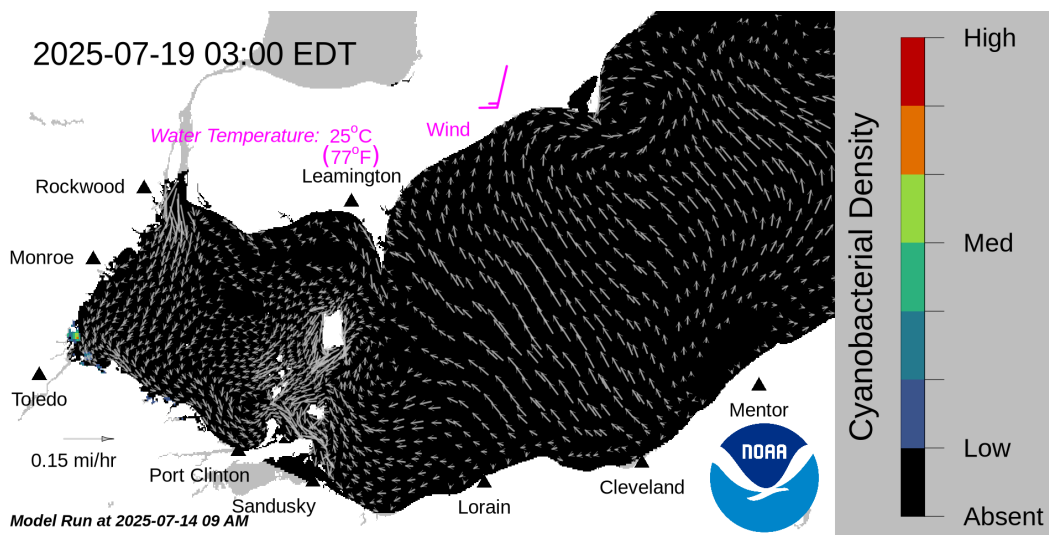 2025-07-19 03:00 EDT
High
Wind
Water Temperature: 25°C
(77°F)
Leamington
Rockwood
Monroe
Med
Cyanobacterial Density
Toledo
Mentor
0.15 mi/hr
NOAA
Low
Port Clinton
Cleveland
Sandusky
Lorain
Model Run at 2025-07-14 09 AM
Absent